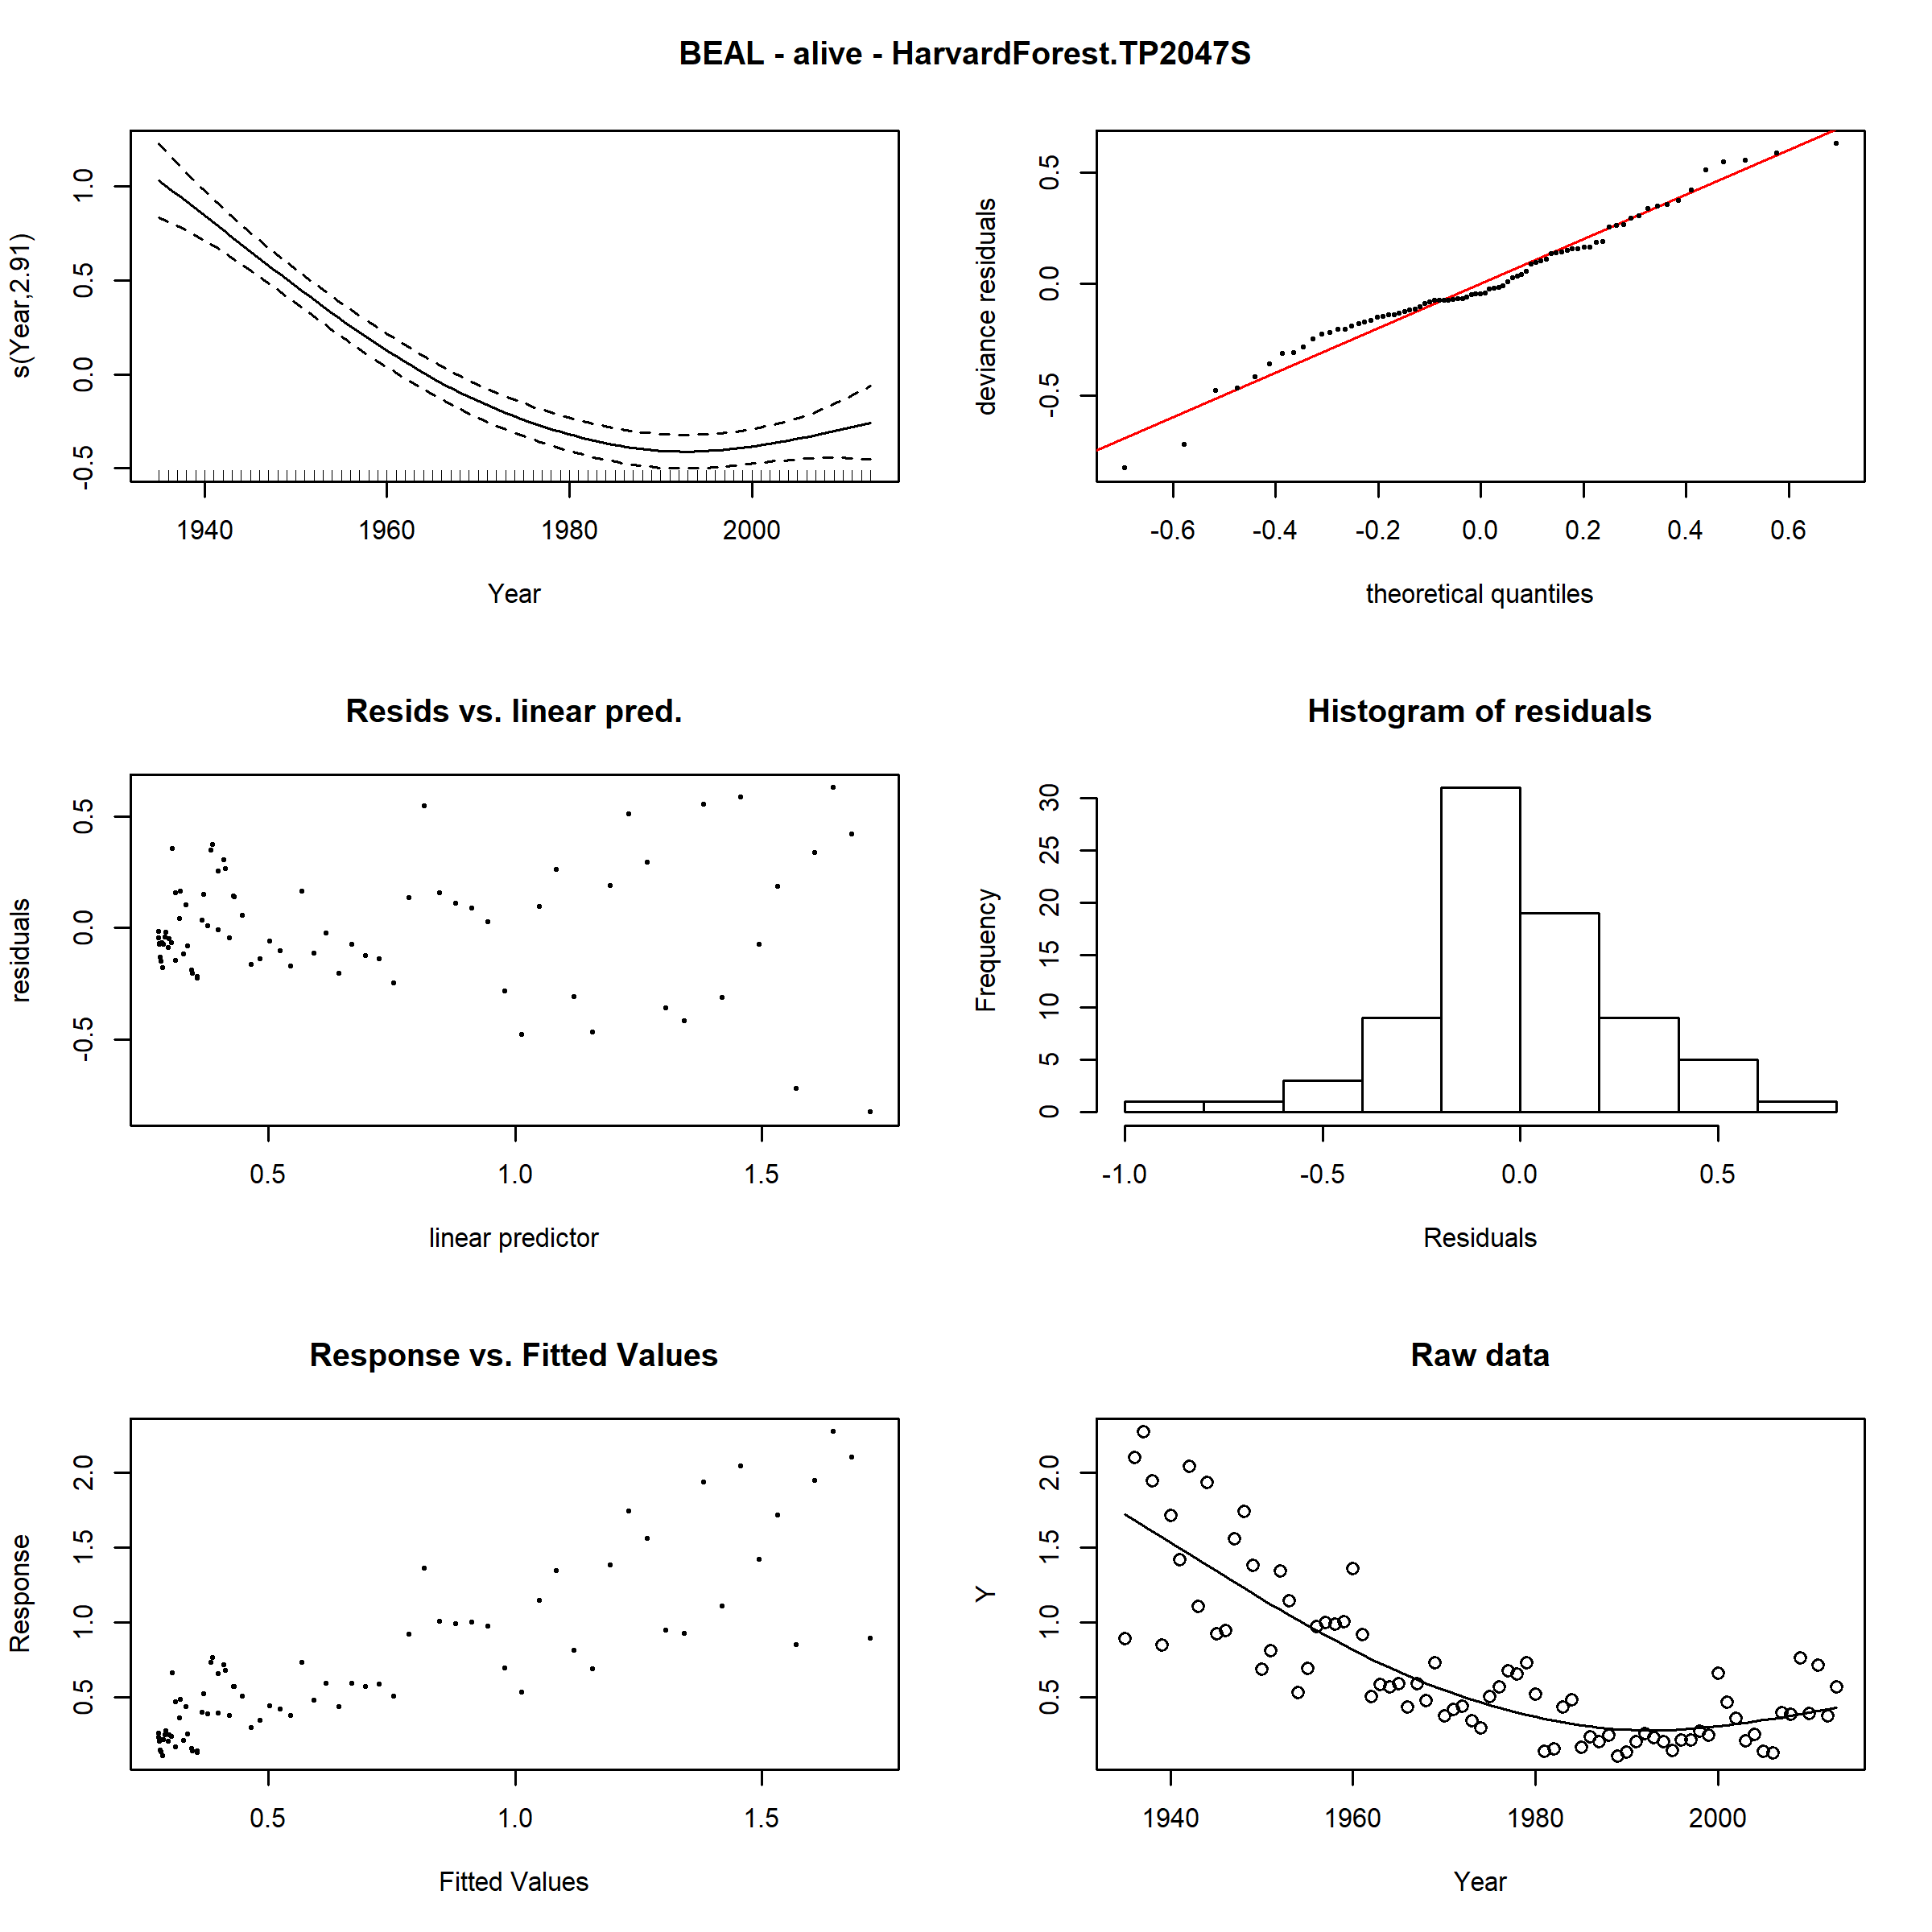 BEAL - alive - HarvardForest.TP2047S
s(Year,2.91)
-0.5 0.0 0.5 1.0
1940 1960 1980 2000
Year
deviance residuals
-0.5 0.0 0.5
-0.6 -0.4 -0.2 0.0 0.2 0.4 0.6
theoretical quantiles
Resids vs. linear pred.
residuals
-0.5 0.0 0.5
0.5 1.0 1.5
linear predictor
Histogram of residuals
Frequency
0 5 10 15 20 25 30
-1.0 -0.5 0.0 0.5
Residuals
Response vs. Fitted Values
Response
0.5 1.0 1.5 2.0
0.5 1.0 1.5
Fitted Values
Raw data
Y
0.5 1.0 1.5 2.0
1940 1960 1980 2000
Year